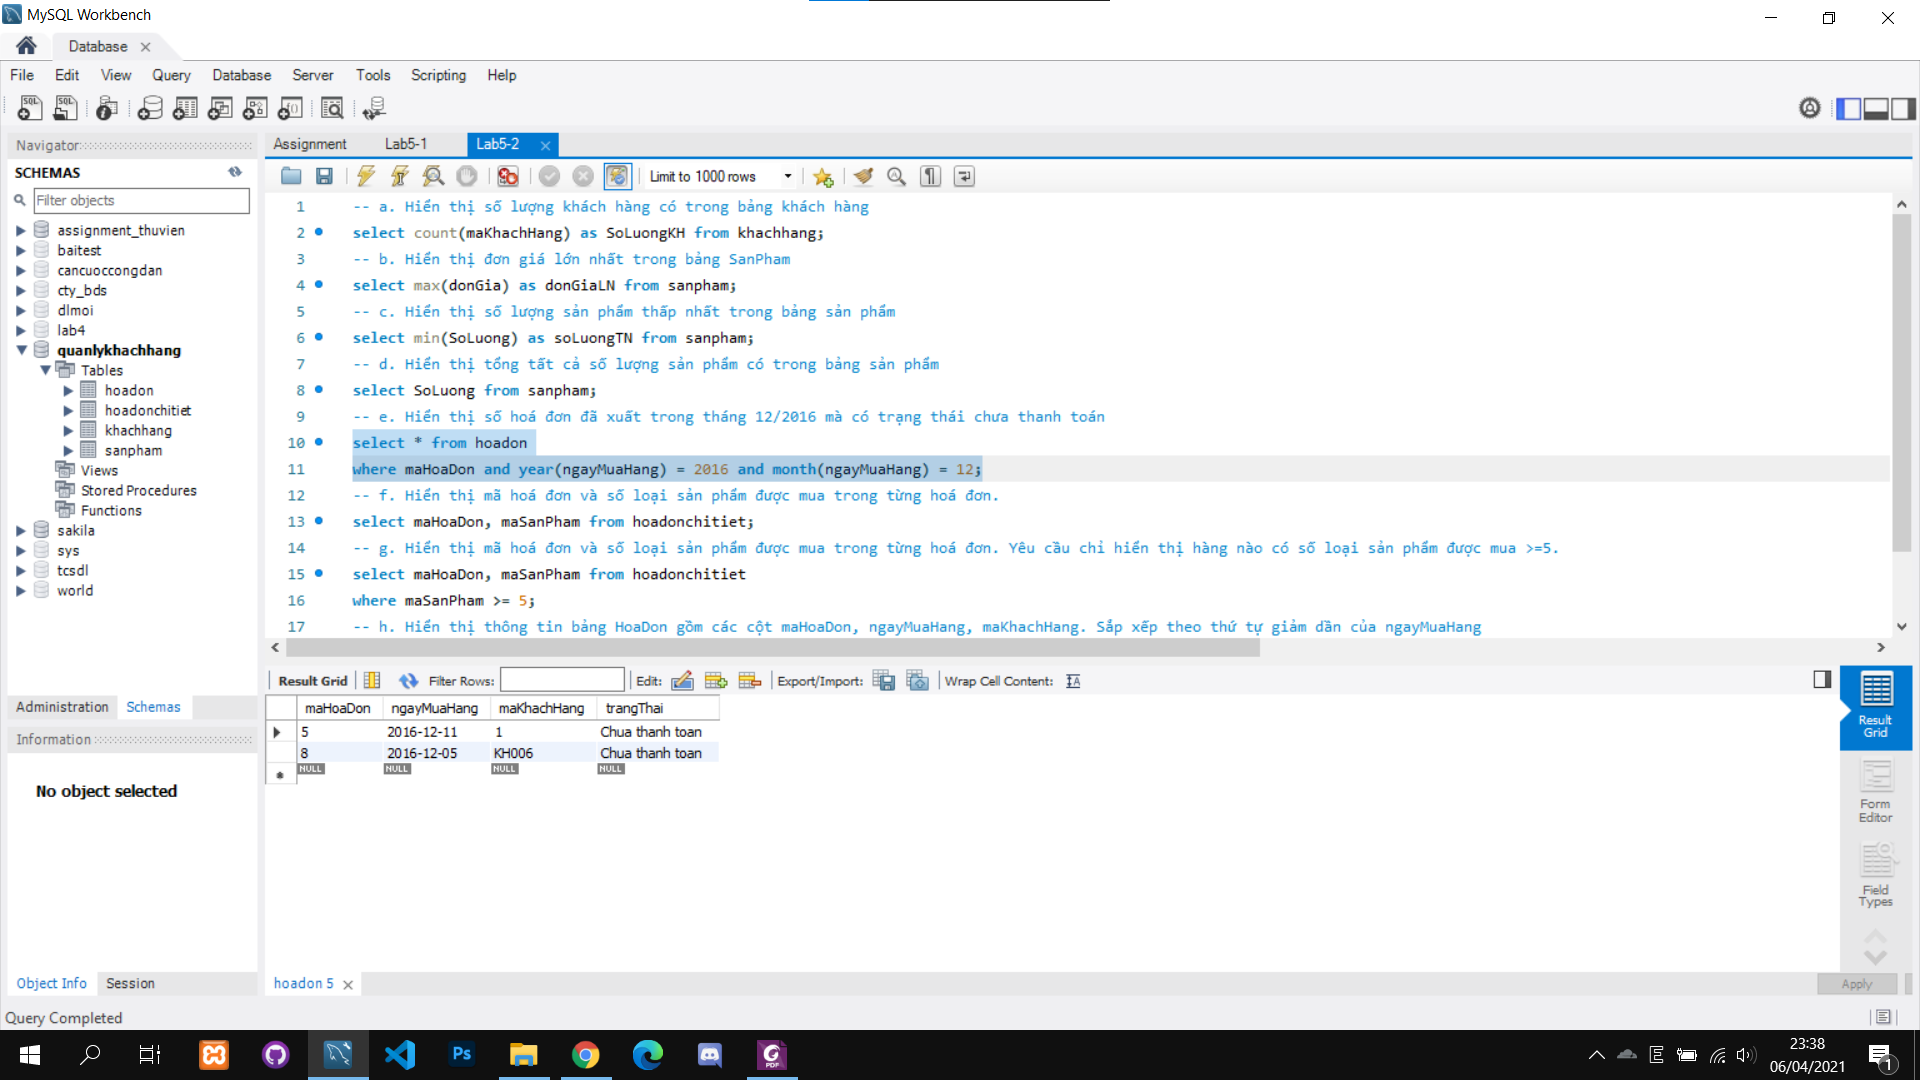 MySQL Workbench
Database
File Edit View Query Database Server Tools Scripting Help
Navigator
SCHEMAS
Filter objects
assignment_thuvien
baitest
cancuoccongdan
cty_bds
dlmoi
lab4
quanlykhachhang
Tables
hoadon
hoadonchitiet
khachhang
sanpham
Views
Stored Procedures
Functions
sakila
sys
tcsdl
world
Administration Schemas
Information
No object selected
Object Info Session
Assignment Lab5-1 Lab5-2
Limit to 1000 rows
1 -- a. Hiển thị số lượng khách hàng có trong bảng khách hàng
2 select count(maKhachHang) as SoLuongKH from khachhang;
3 -- b. Hiển thị đơn giá lớn nhất trong bảng SanPham
4 select max(donGia) as donGiaLN from sanpham;
5 -- c. Hiển thị số lượng sản phẩm thấp nhất trong bảng sản phẩm
6 select min(SoLuong) as soLuongTN from sanpham;
7 -- d. Hiển thị tổng tất cả số lượng sản phẩm có trong bảng sản phẩm
8 select SoLuong from sanpham;
9 -- e. Hiển thị số hoá đơn đã xuất trong tháng 12/2016 mà có trạng thái chưa thanh toán
10 select * from hoadon
11 where maHoaDon and year(ngayMuaHang) = 2016 and month(ngayMuaHang) = 12;
12 -- f. Hiển thị mã hoá đơn và số loại sản phẩm được mua trong từng hoá đơn.
13 select maHoaDon, maSanPham from hoadonchitiet;
14 -- g. Hiển thị mã hoá đơn và số loại sản phẩm được mua trong từng hoá đơn. Yêu cầu chỉ hiển thị hàng nào có số loại sản phẩm được mua >=5.
15 select maHoaDon, maSanPham from hoadonchitiet
16 where maSanPham >= 5;
17 -- h. Hiển thị thông tin bảng HoaDon gồm các cột maHoaDon, ngayMuaHang, maKhachHang. Sắp xếp theo thứ tự giảm dần của ngayMuaHang
Result Grid Filter Rows: Edit: Export/Import: Wrap Cell Content:
maHoaDon ngayMuaHang maKhachHang trangThai
5 2016-12-11 1 Chua thanh toan
8 2016-12-05 KH006 Chua thanh toan
NULL NULL NULL NULL
Result
Grid
Form
Editor
Field
Types
hoadon 5
Apply
Query Completed
23:38
06/04/2021
1